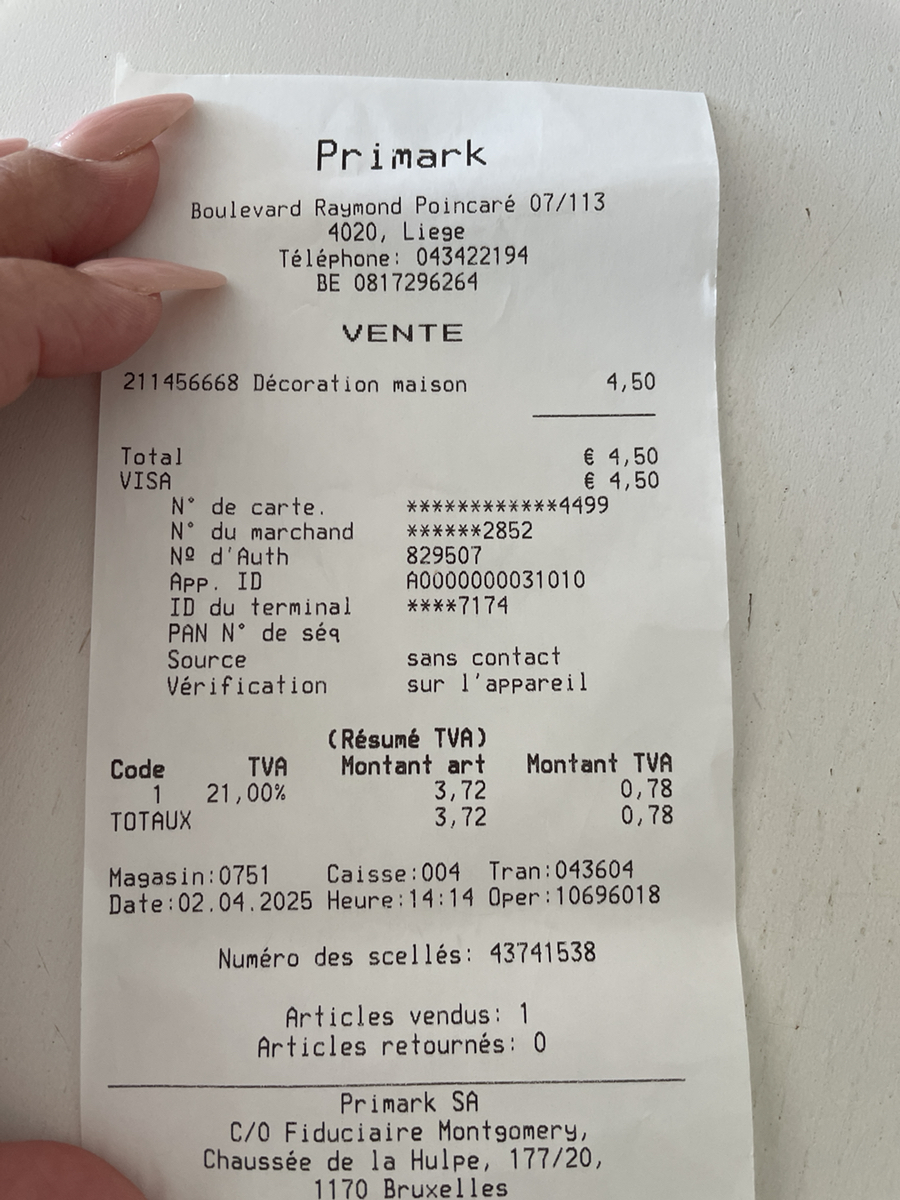 Primark
Boulevard Raymond Poincaré 07/113
4020, Liege
Téléphone: 043422194
BE 0817296264
VENTE
211456668 Décoration maison 4,50
Total € 4,50
VISA € 4,50
N° de carte. ************4499
N° du marchand ******2852
Nº d'Auth 829507
App. ID A0000000031010
ID du terminal ****7174
PAN N° de séq
Source sans contact
Vérification sur l'appareil
(Résumé TVA)
Code TVA Montant art Montant TVA
1 21,00% 3,72 0,78
TOTAUX 3,72 0,78
Magasin:0751 Caisse:004 Tran:043604
Date:02.04.2025 Heure:14:14 Oper:10696018
Numéro des scellés: 43741538
Articles vendus: 1
Articles retournés: 0
Primark SA
C/O Fiduciaire Montgomery,
Chaussée de la Hulpe, 177/20,
1170 Bruxelles